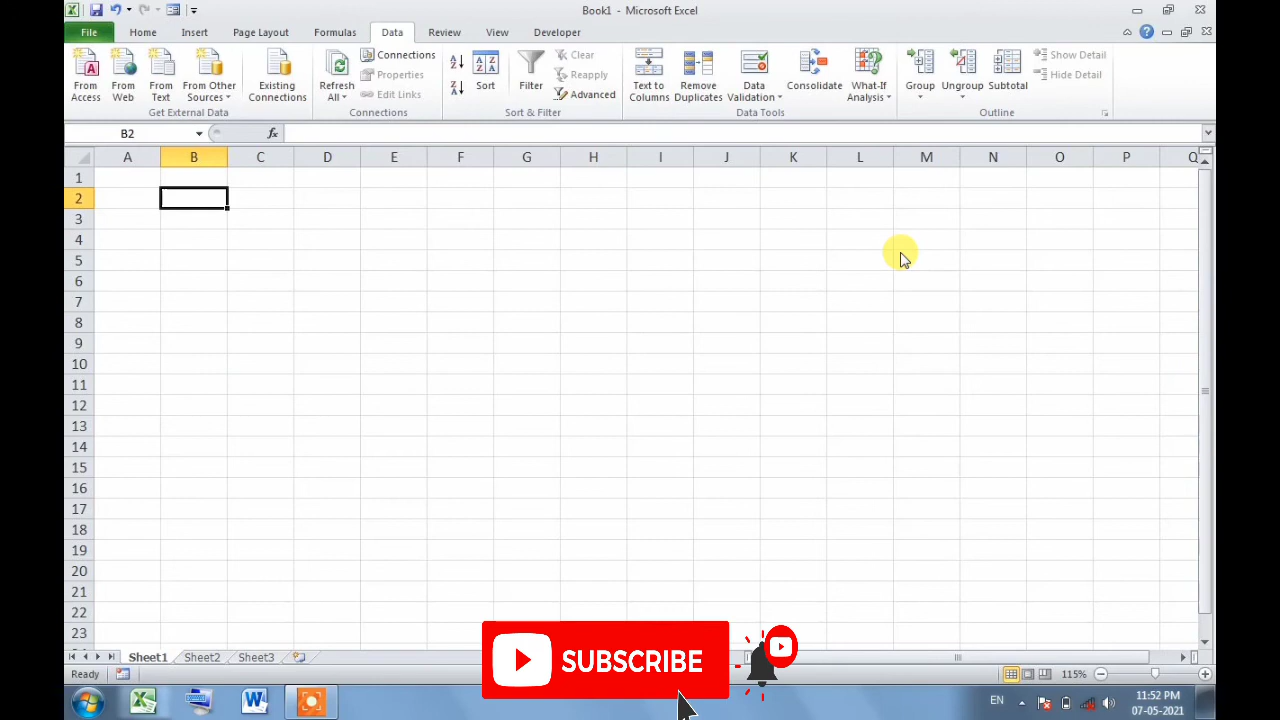 Book1 - Microsoft Excel
File Home Insert Page Layout Formulas Data Review View Developer
From Access
From Web
From Text
From Other Sources
Existing Connections
Get External Data
Refresh All
Connections
Properties
Edit Links
Connections
Sort
Filter
Clear
Reapply
Advanced
Sort & Filter
Text to Columns
Remove Duplicates
Data Validation
Consolidate
What-If Analysis
Data Tools
Group
Ungroup
Subtotal
Show Detail
Hide Detail
Outline
B2 fx
A B C D E F G H I J K L M N O P Q
1
2
3
4
5
6
7
8
9
10
11
12
13
14
15
16
17
18
19
20
21
22
23
Sheet1 Sheet2 Sheet3
SUBSCRIBE
Ready 115%
EN 11:52 PM
07-05-2021